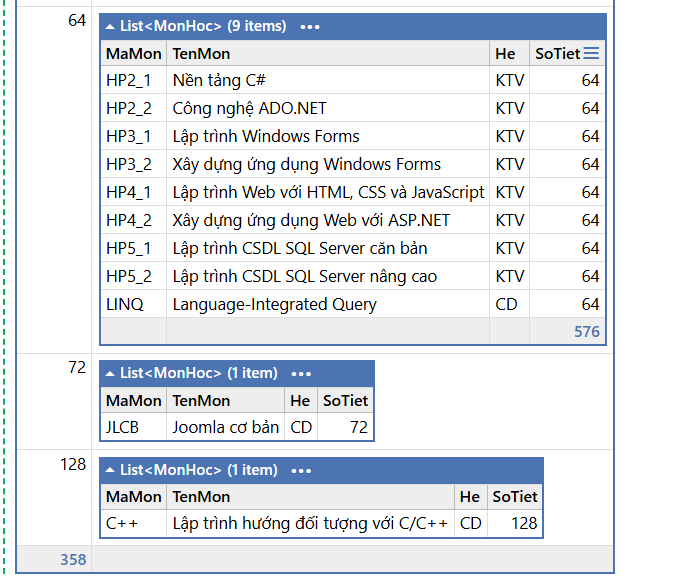 64
List<MonHoc> (9 items) •••
MaMon TenMon He SoTiet
HP2_1 Nền tảng C# KTV 64
HP2_2 Công nghệ ADO.NET KTV 64
HP3_1 Lập trình Windows Forms KTV 64
HP3_2 Xây dựng ứng dụng Windows Forms KTV 64
HP4_1 Lập trình Web với HTML, CSS và JavaScript KTV 64
HP4_2 Xây dựng ứng dụng Web với ASP.NET KTV 64
HP5_1 Lập trình CSDL SQL Server căn bản KTV 64
HP5_2 Lập trình CSDL SQL Server nâng cao KTV 64
LINQ Language-Integrated Query CD 64
576
72
List<MonHoc> (1 item) •••
MaMon TenMon He SoTiet
JLCB Joomla cơ bản CD 72
128
List<MonHoc> (1 item) •••
MaMon TenMon He SoTiet
C++ Lập trình hướng đối tượng với C/C++ CD 128
358